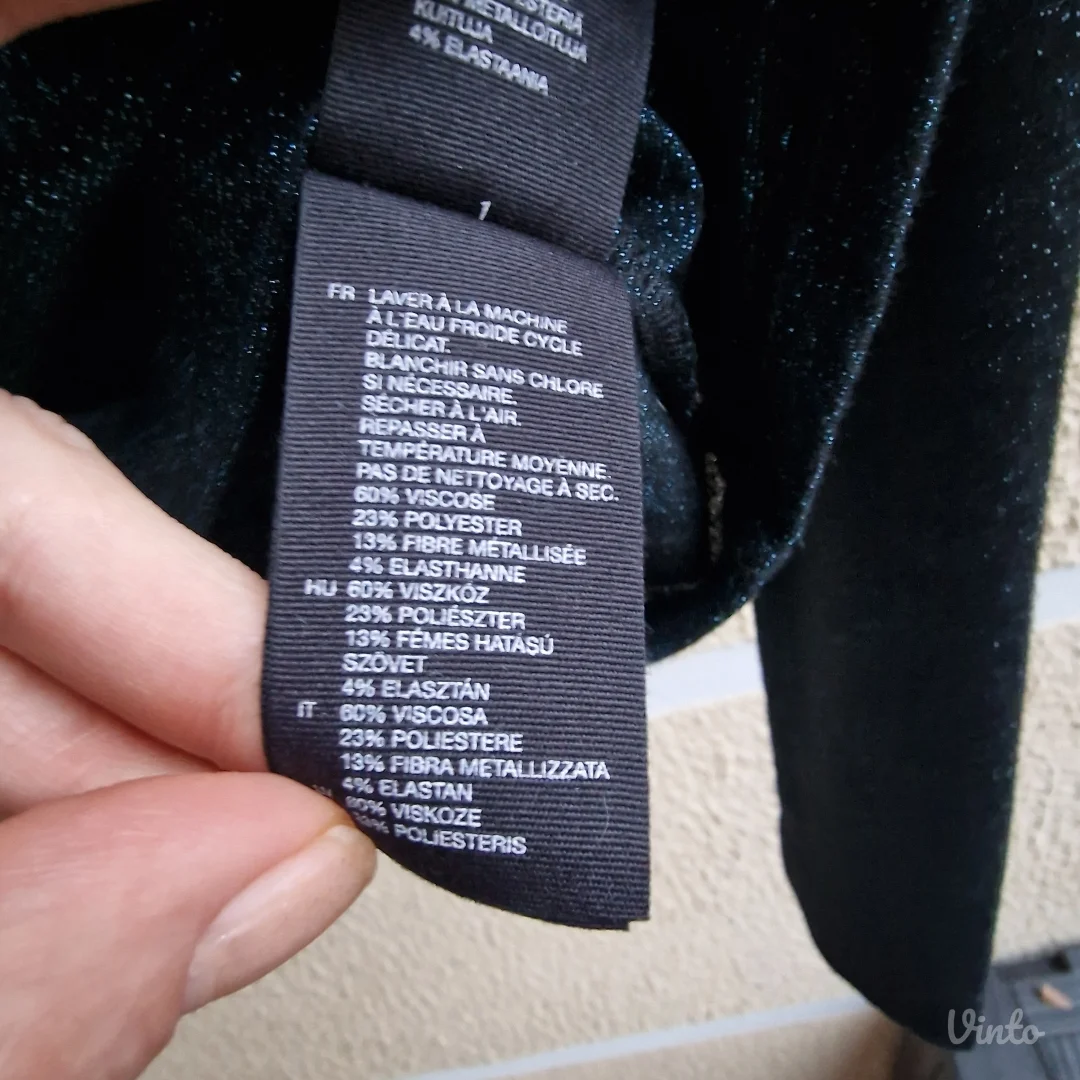 KUITUJA
METALLOITUJA
4% ELASTAANIA
1
FR LAVER À LA MACHINE
À L'EAU FROIDE CYCLE
DÉLICAT.
BLANCHIR SANS CHLORE
SI NÉCESSAIRE.
SÉCHER À L'AIR.
REPASSER À
TEMPÉRATURE MOYENNE.
PAS DE NETTOYAGE À SEC.
60% VISCOSE
23% POLYESTER
13% FIBRE MÉTALLISÉE
4% ELASTHANNE
HU 60% VISZKÓZ
23% POLIÉSZTER
13% FÉMES HATÁSÚ
SZÖVET
4% ELASZTÁN
IT 60% VISCOSA
23% POLIESTERE
13% FIBRA METALLIZZATA
4% ELASTAN
60% VISKOZE
POLIESTERIS
Vinto